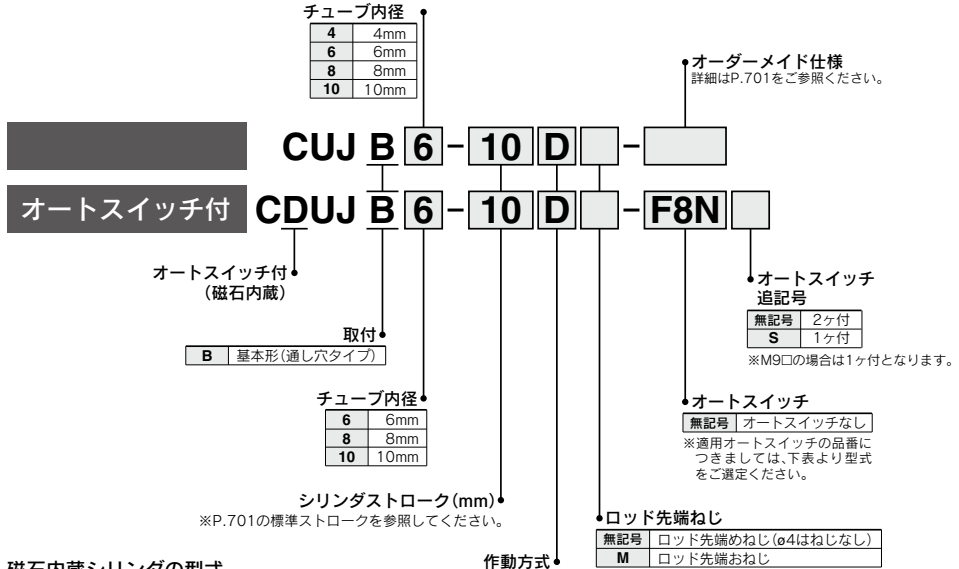 チューブ内径
4 4mm
6 6mm
8 8mm
10 10mm
オーダーメイド仕様
詳細はP.701をご参照ください。
CUJ B 6 - 10 D -
オートスイッチ付 CDUJ B 6 - 10 D - F8N
オートスイッチ付
(磁石内蔵)
取付
B 基本形(通し穴タイプ)
チューブ内径
6 6mm
8 8mm
10 10mm
シリンダストローク(mm)
※P.701の標準ストロークを参照してください。
オートスイッチ
追記号
無記号 2ヶ付
S 1ヶ付
※M9□の場合は1ヶ付となります。
オートスイッチ
無記号 オートスイッチなし
※適用オートスイッチの品番に
つきましては、下表より型式
をご選定ください。
ロッド先端ねじ
無記号 ロッド先端めねじ(ø4はねじなし)
M ロッド先端おねじ
作動方式
磁石内蔵シリンダの型式